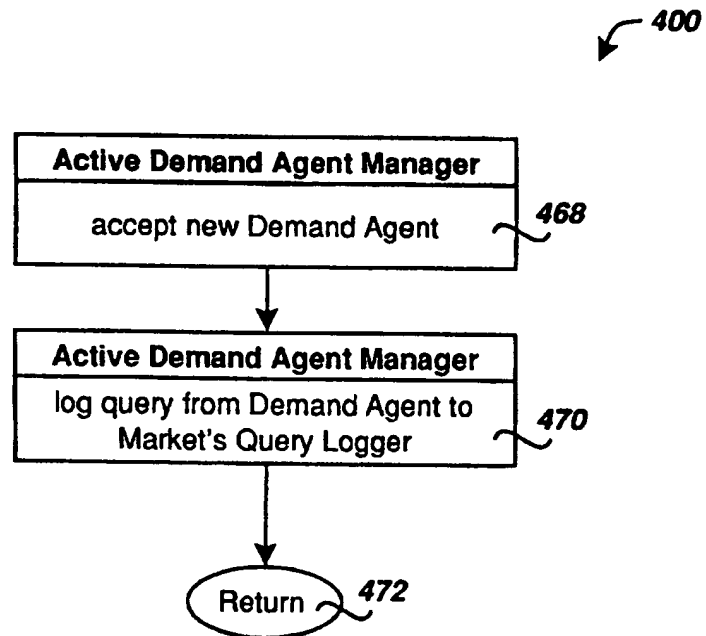 400
Active Demand Agent Manager
accept new Demand Agent
468
Active Demand Agent Manager
log query from Demand Agent to
Market's Query Logger
470
Return
472